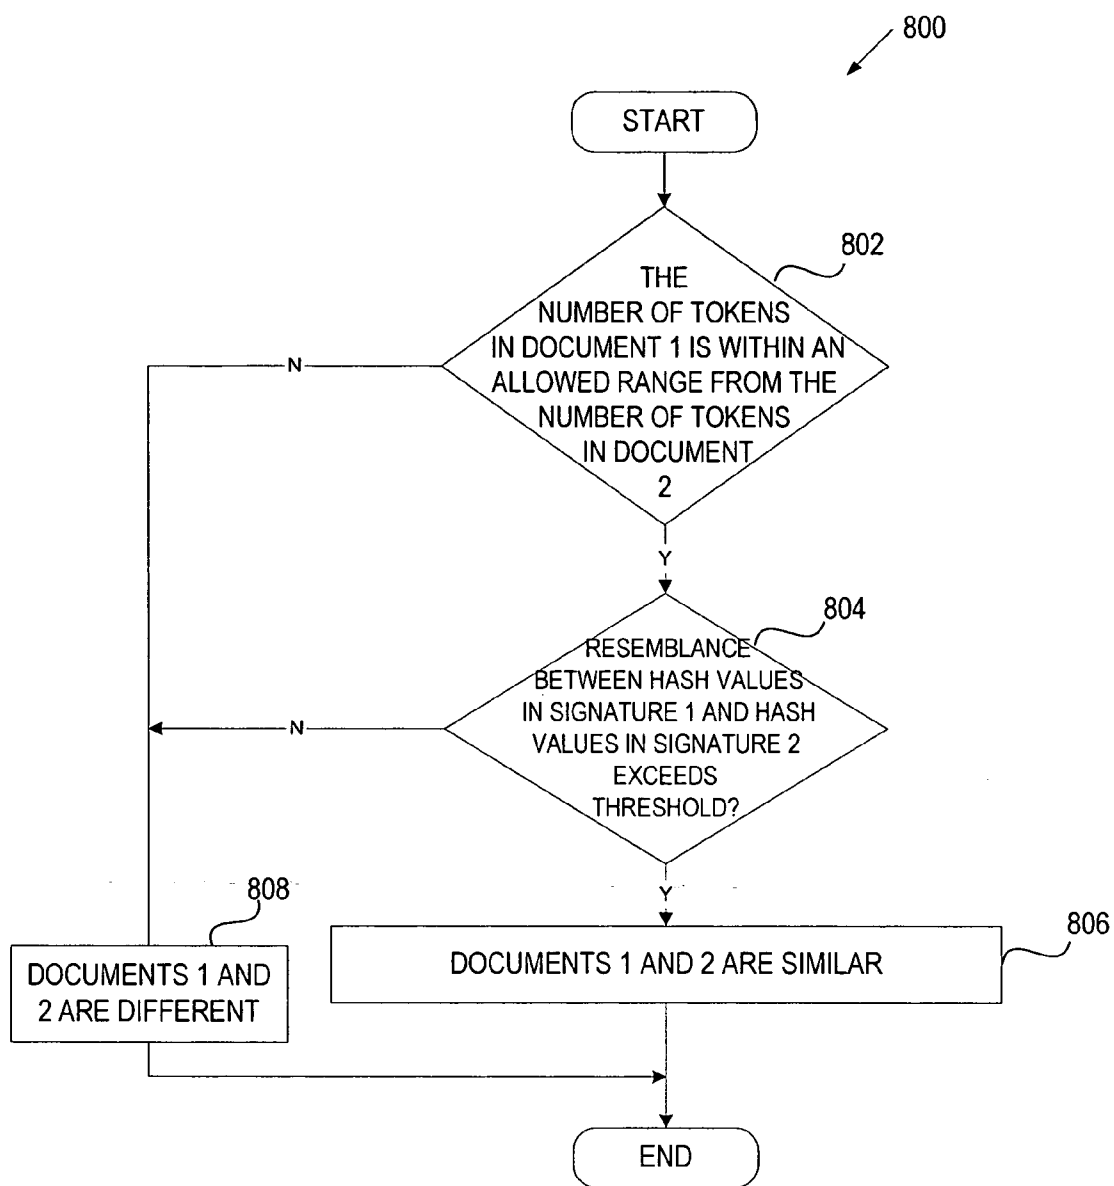 800
START
802
THE
NUMBER OF TOKENS
IN DOCUMENT 1 IS WITHIN AN
ALLOWED RANGE FROM THE
NUMBER OF TOKENS
IN DOCUMENT
2
N
Y
804
RESEMBLANCE
BETWEEN HASH VALUES
IN SIGNATURE 1 AND HASH
VALUES IN SIGNATURE 2
EXCEEDS
THRESHOLD?
N
Y
808
DOCUMENTS 1 AND
2 ARE DIFFERENT
806
DOCUMENTS 1 AND 2 ARE SIMILAR
END